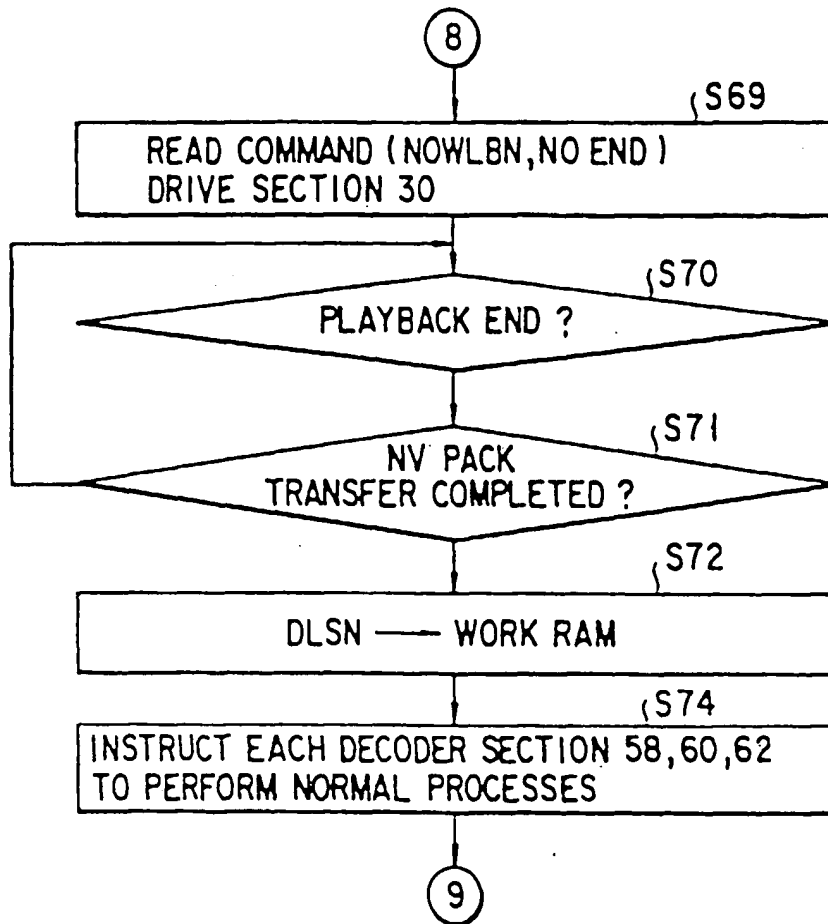 8
S69
READ COMMAND (NOWLBN, NO END)
DRIVE SECTION 30
S70
PLAYBACK END ?
S71
NV PACK
TRANSFER COMPLETED ?
S72
DLSN — WORK RAM
S74
INSTRUCT EACH DECODER SECTION 58,60,62
TO PERFORM NORMAL PROCESSES
9